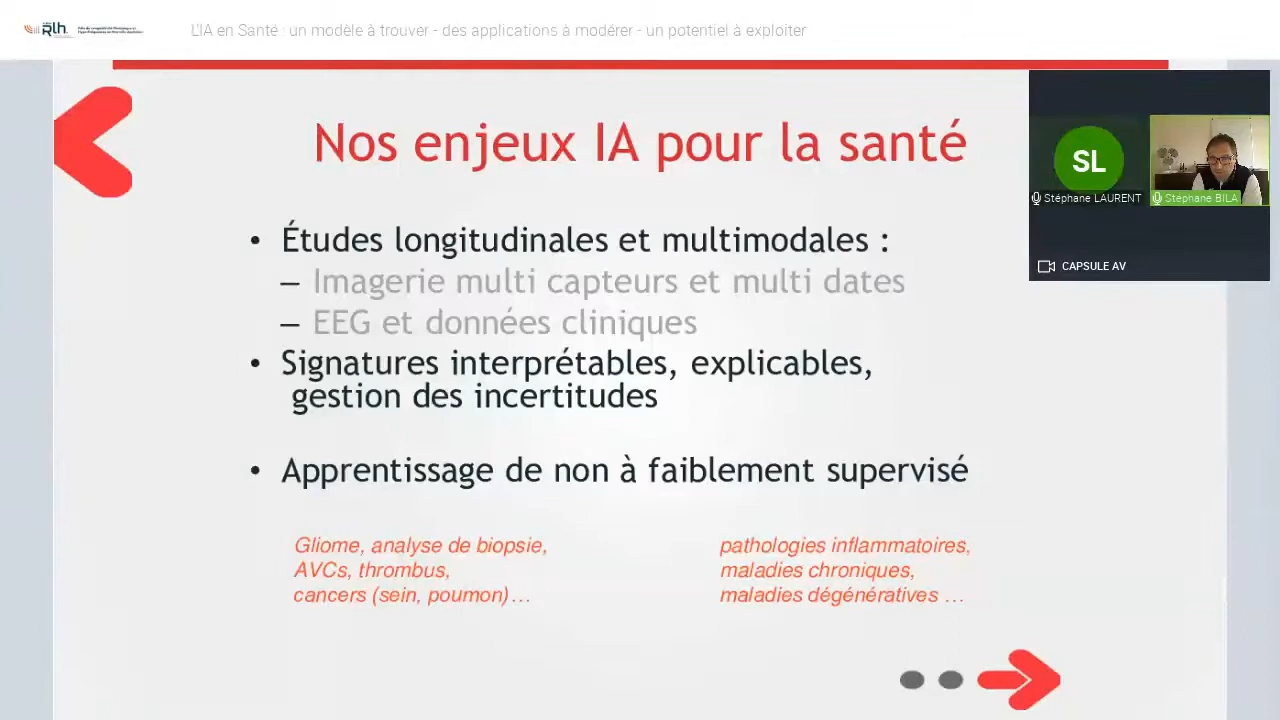 Rlh
L'IA en Santé : un modèle à trouver - des applications à modérer - un potentiel à exploiter
Nos enjeux IA pour la santé
SL
Stéphane LAURENT
Stéphane BILA
CAPSULE AV
• Études longitudinales et multimodales :
– Imagerie multi capteurs et multi dates
– EEG et données cliniques
• Signatures interprétables, explicables,
gestion des incertitudes
• Apprentissage de non à faiblement supervisé
Gliome, analyse de biopsie,
AVCs, thrombus,
cancers (sein, poumon)…
pathologies inflammatoires,
maladies chroniques,
maladies dégénératives …